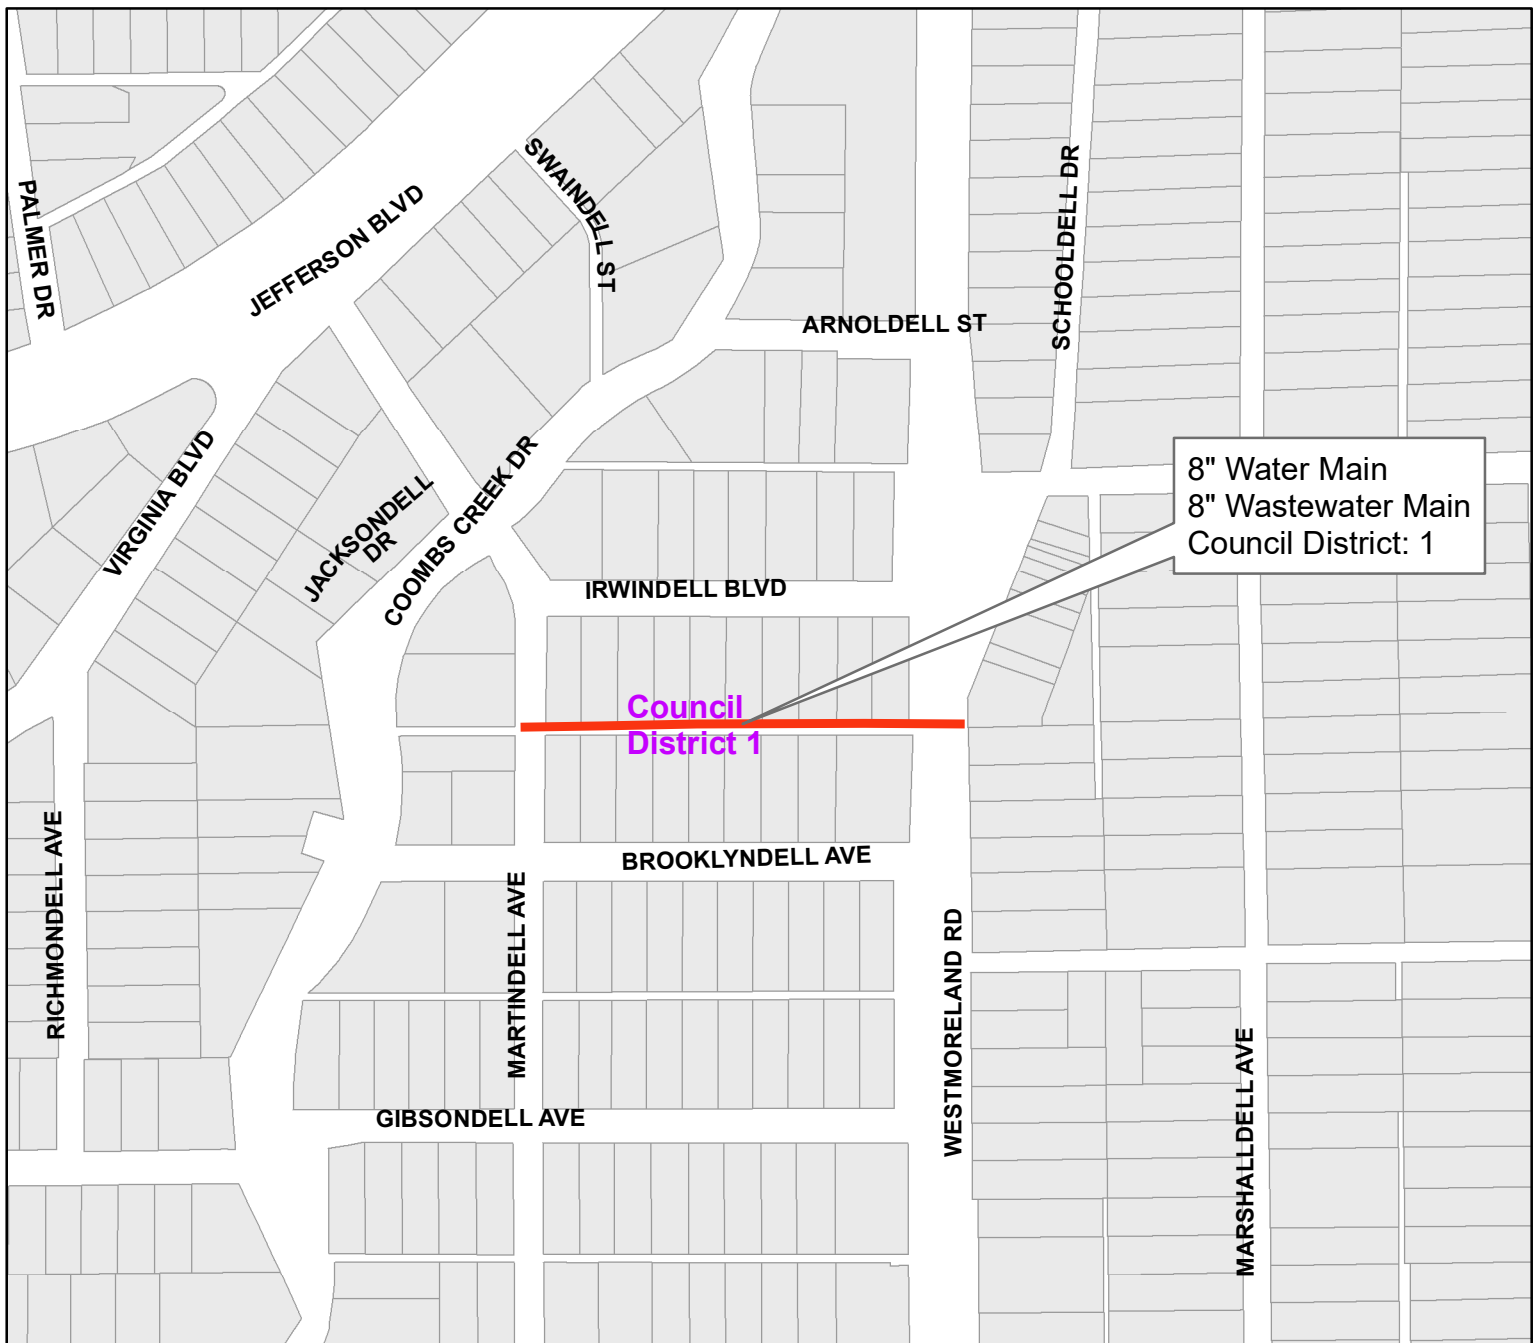 SWAINDELL ST
SCHOOLDELL DR
PALMER DR
JEFFERSON BLVD
ARNOLDELL ST
VIRGINIA BLVD
COOMBS CREEK DR
8" Water Main
8" Wastewater Main
Council District: 1
JACKSONDELL
DR
IRWINDELL BLVD
Council
District 1
RICHMONDELL AVE
BROOKLYNDELL AVE
MARTINDELL AVE
WESTMORELAND RD
MARSHALLDELL AVE
GIBSONDELL AVE